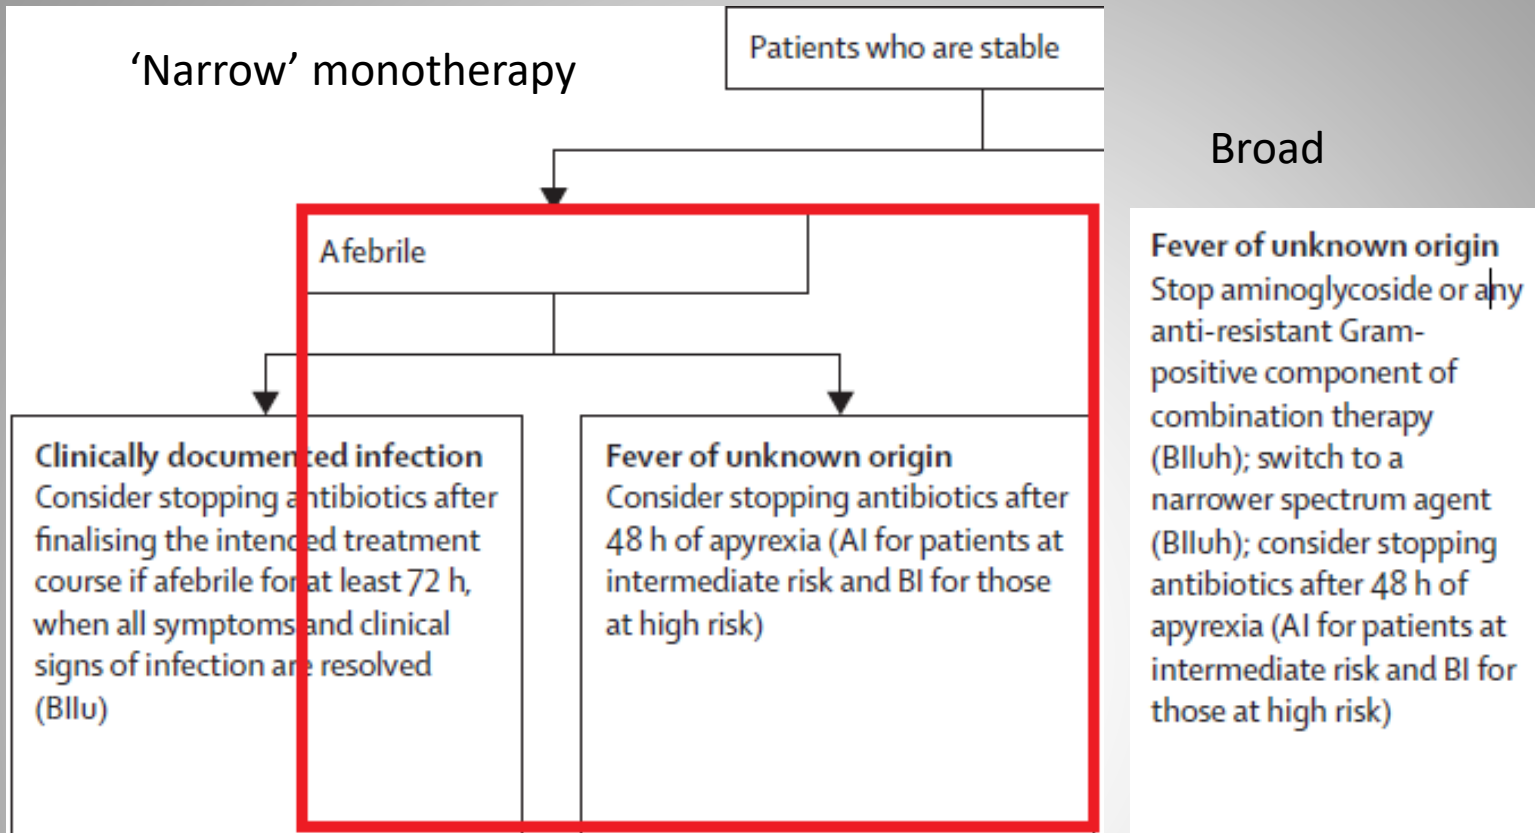 ‘Narrow’ monotherapy
Patients who are stable
Broad
Afebrile
Clinically documented infection
Consider stopping antibiotics after
finalising the intended treatment
course if afebrile for at least 72 h,
when all symptoms and clinical
signs of infection are resolved
(BIIu)
Fever of unknown origin
Consider stopping antibiotics after
48 h of apyrexia (AI for patients at
intermediate risk and BI for those
at high risk)
Fever of unknown origin
Stop aminoglycoside or any
anti-resistant Gram-
positive component of
combination therapy
(BIIuh); switch to a
narrower spectrum agent
(BIIuh); consider stopping
antibiotics after 48 h of
apyrexia (AI for patients at
intermediate risk and BI for
those at high risk)